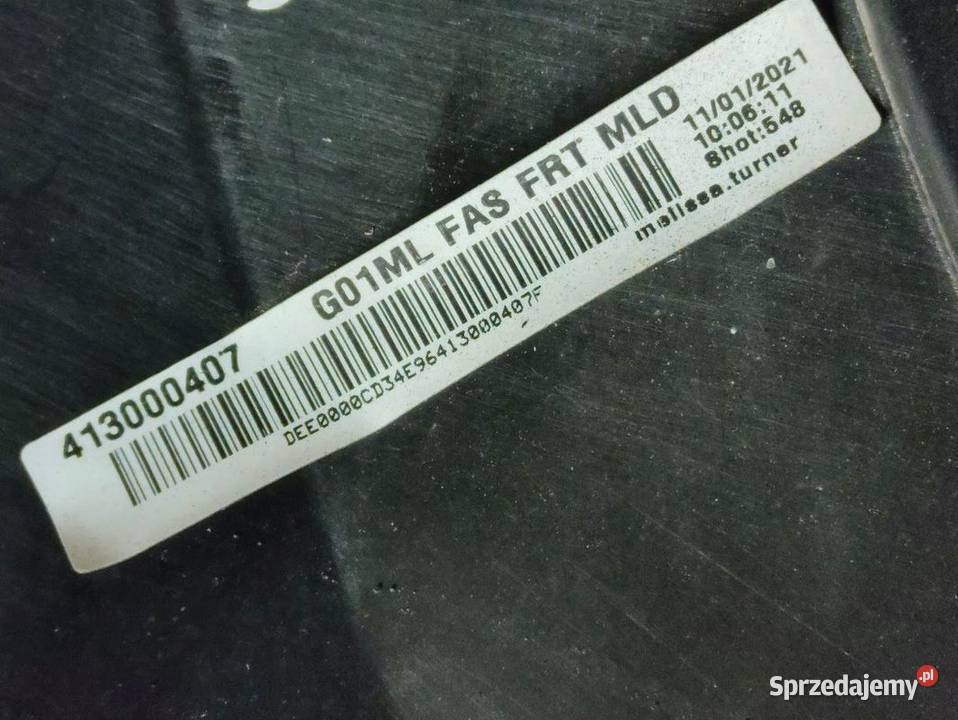 413000407 G01ML FAS FRT MLD
11/01/2021
10:06:11
Shot:548
melissa.turner
DEE0000CD34E96413000407F
Sprzedajemy.pl